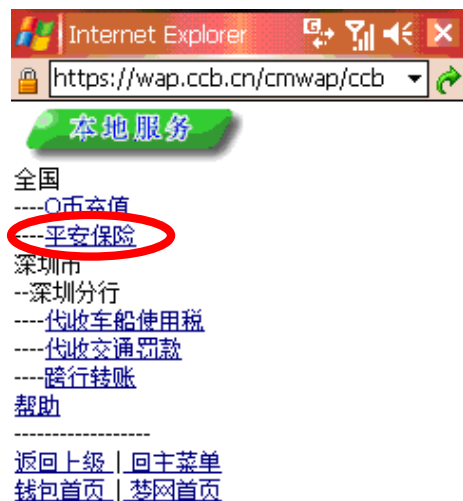 Internet Explorer
https://wap.ccb.cn/cmwap/ccb
本地服务
全国
----Q币充值
----平安保险
深圳市
--深圳分行
----代收车船使用税
----代收交通罚款
----跨行转账
帮助
-----------------
返回上级 | 回主菜单
钱包首页 | 梦网首页